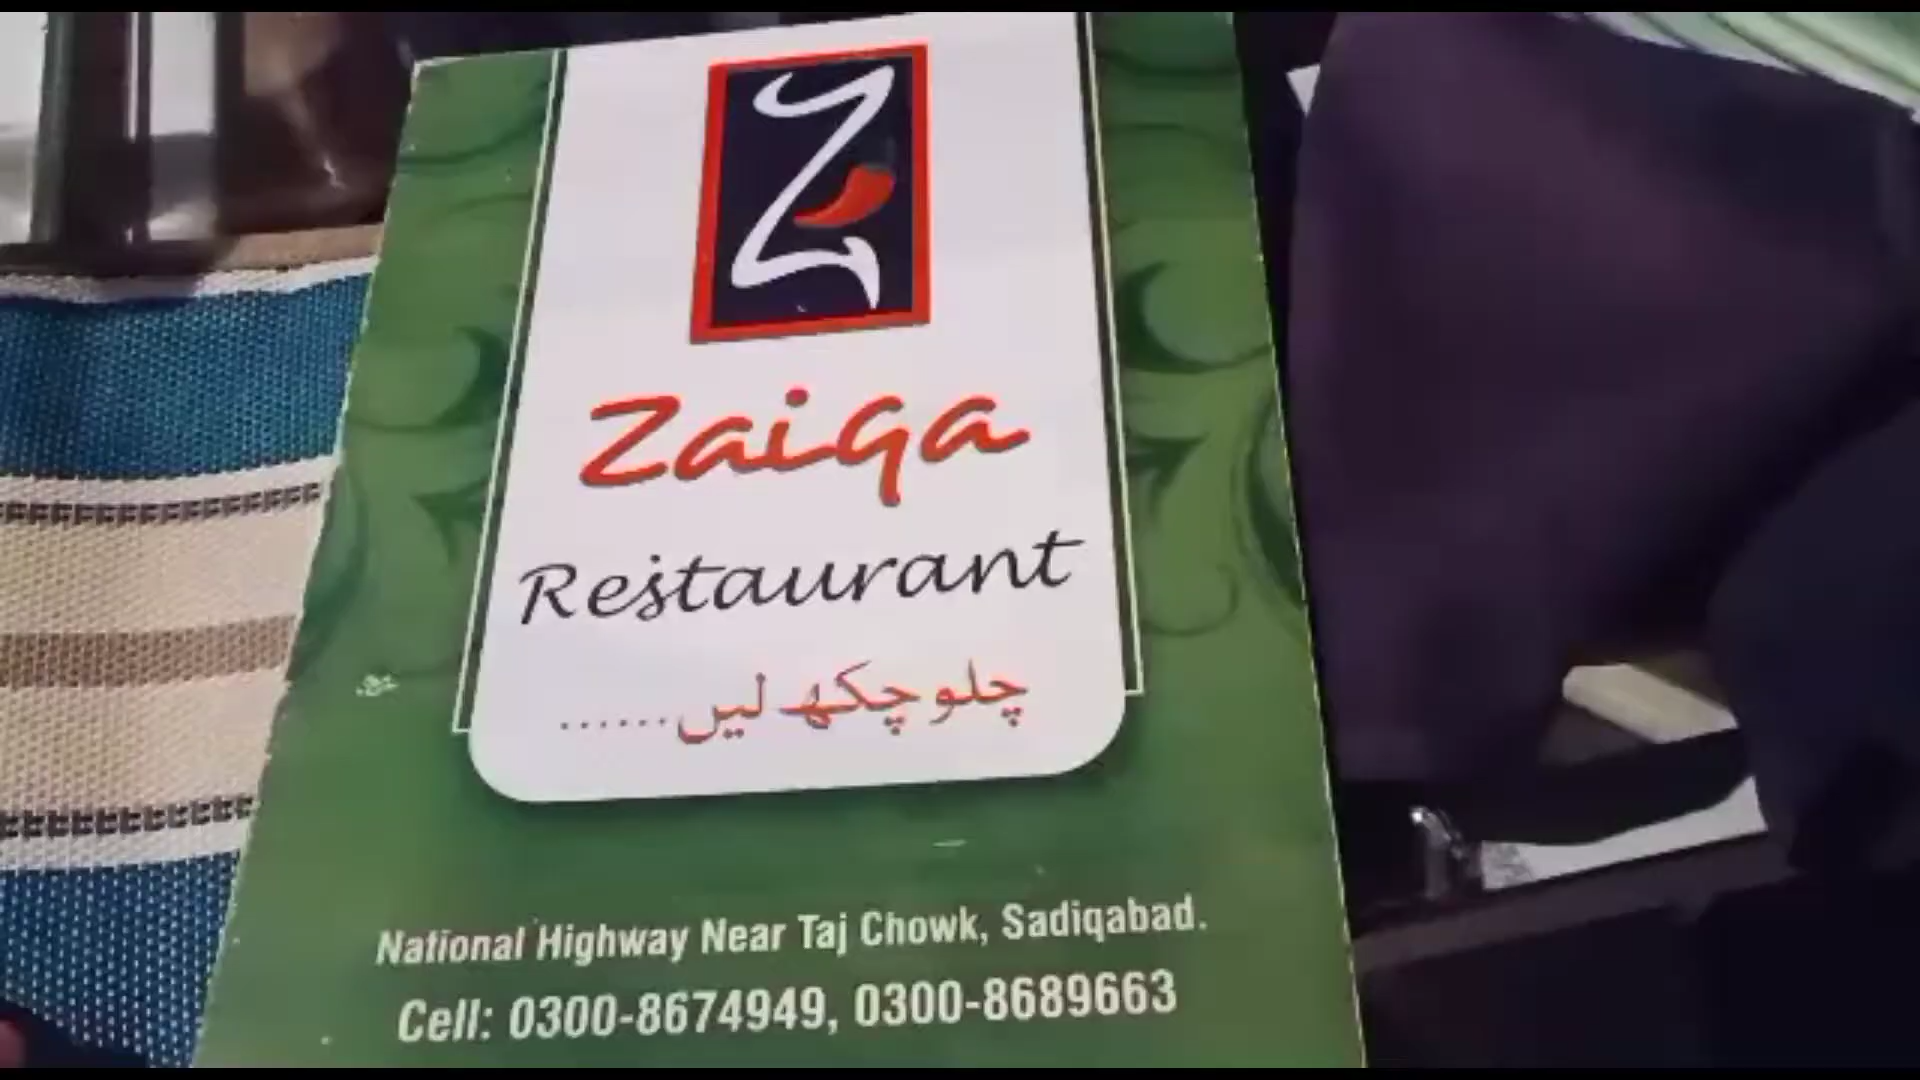 Zaiqa
Restaurant
چلو چکھ لیں......
National Highway Near Taj Chowk, Sadiqabad.
Cell: 0300-8674949, 0300-8689663